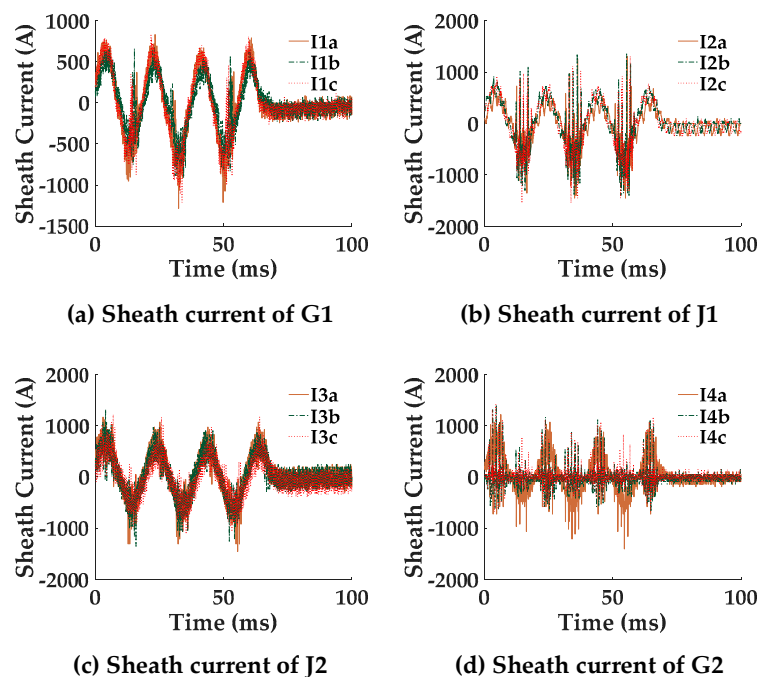 Sheath Current (A)
1000
500
0
-500
-1000
-1500
I1a
I1b
I1c
0
50
100
Time (ms)
(a) Sheath current of G1
Sheath Current (A)
2000
1000
0
-1000
-2000
I2a
I2b
I2c
0
50
100
Time (ms)
(b) Sheath current of J1
Sheath Current (A)
2000
1000
0
-1000
-2000
I3a
I3b
I3c
0
50
100
Time (ms)
(c) Sheath current of J2
Sheath Current (A)
2000
1000
0
-1000
-2000
I4a
I4b
I4c
0
50
100
Time (ms)
(d) Sheath current of G2